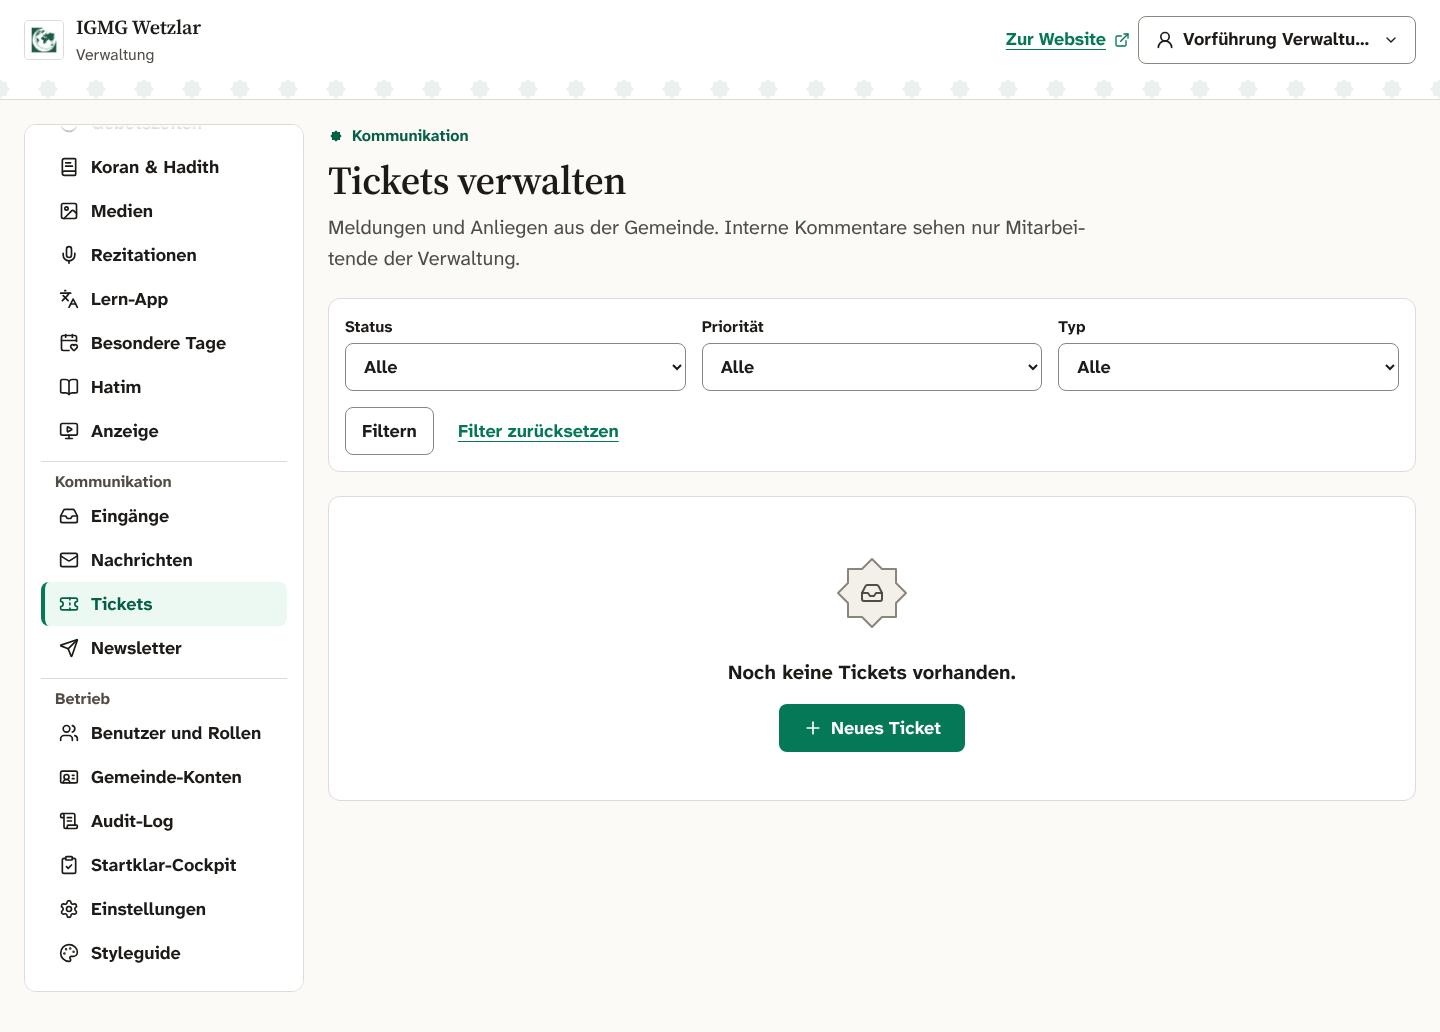 IGMG Wetzlar
Verwaltung
Zur Website
Vorführung Verwaltu...
Koran & Hadith
Medien
Rezitationen
Lern-App
Besondere Tage
Hatim
Anzeige
Kommunikation
Eingänge
Nachrichten
Tickets
Newsletter
Betrieb
Benutzer und Rollen
Gemeinde-Konten
Audit-Log
Startklar-Cockpit
Einstellungen
Styleguide
Kommunikation
Tickets verwalten
Meldungen und Anliegen aus der Gemeinde. Interne Kommentare sehen nur Mitarbei-
tende der Verwaltung.
Status
Priorität
Typ
Alle
Alle
Alle
Filtern
Filter zurücksetzen
Noch keine Tickets vorhanden.
Neues Ticket